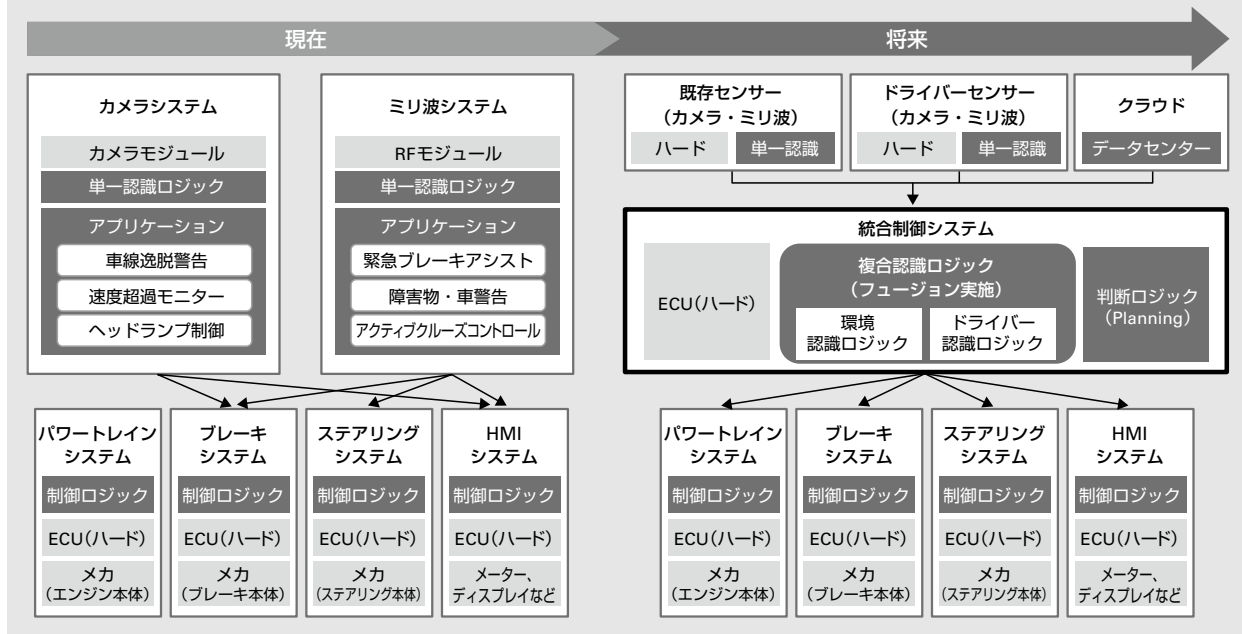 現在
将来
カメラシステム
カメラモジュール
単一認識ロジック
アプリケーション
車線逸脱警告
速度超過モニター
ヘッドランプ制御
ミリ波システム
RFモジュール
単一認識ロジック
アプリケーション
緊急ブレーキアシスト
障害物・車警告
アクティブクルーズコントロール
パワートレイン
システム
制御ロジック
ECU(ハード)
メカ
(エンジン本体)
ブレーキ
システム
制御ロジック
ECU(ハード)
メカ
(ブレーキ本体)
ステアリング
システム
制御ロジック
ECU(ハード)
メカ
(ステアリング本体)
HMI
システム
制御ロジック
ECU(ハード)
メーター、
ディスプレイなど
既存センサー
(カメラ・ミリ波)
ハード
単一認識
ドライバーセンサー
(カメラ・ミリ波)
ハード
単一認識
クラウド
データセンター
統合制御システム
ECU(ハード)
複合認識ロジック
(フュージョン実施)
環境
認識ロジック
ドライバー
認識ロジック
判断ロジック
(Planning)
パワートレイン
システム
制御ロジック
ECU(ハード)
メカ
(エンジン本体)
ブレーキ
システム
制御ロジック
ECU(ハード)
メカ
(ブレーキ本体)
ステアリング
システム
制御ロジック
ECU(ハード)
メカ
(ステアリング本体)
HMI
システム
制御ロジック
ECU(ハード)
メーター、
ディスプレイなど